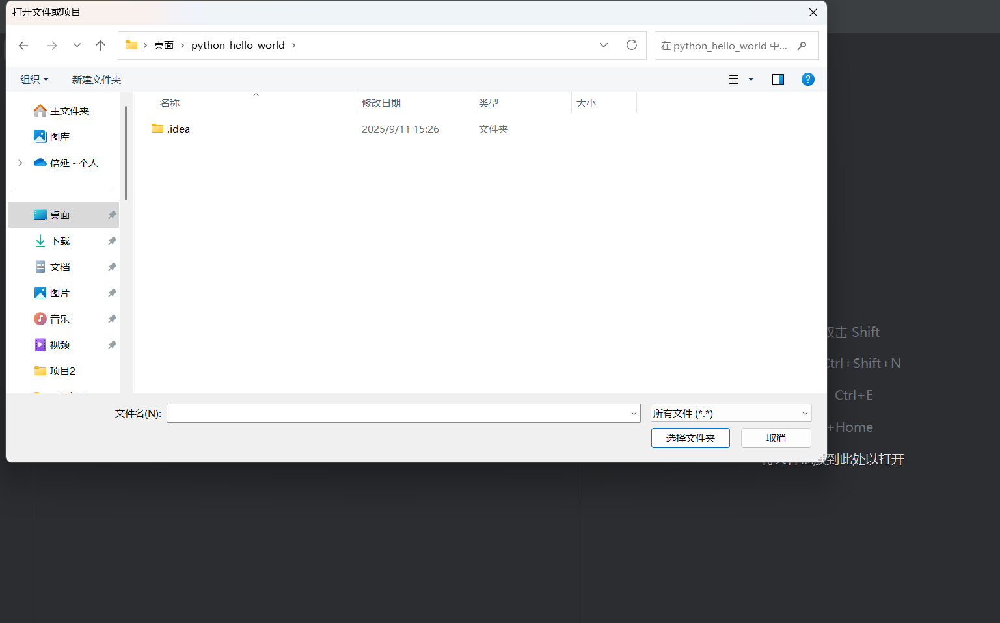 打开文件或项目
桌面 python_hello_world
在 python_hello_world 中...
组织 新建文件夹
名称 修改日期 类型 大小
.idea 2025/9/11 15:26 文件夹
主文件夹
图库
倍延 - 个人
桌面
下载
文档
图片
音乐
视频
项目2
文件名(N):
所有文件 (*.*)
选择文件夹 取消
双击 Shift
Ctrl+Shift+N
Ctrl+E
+Home
到此处以打开